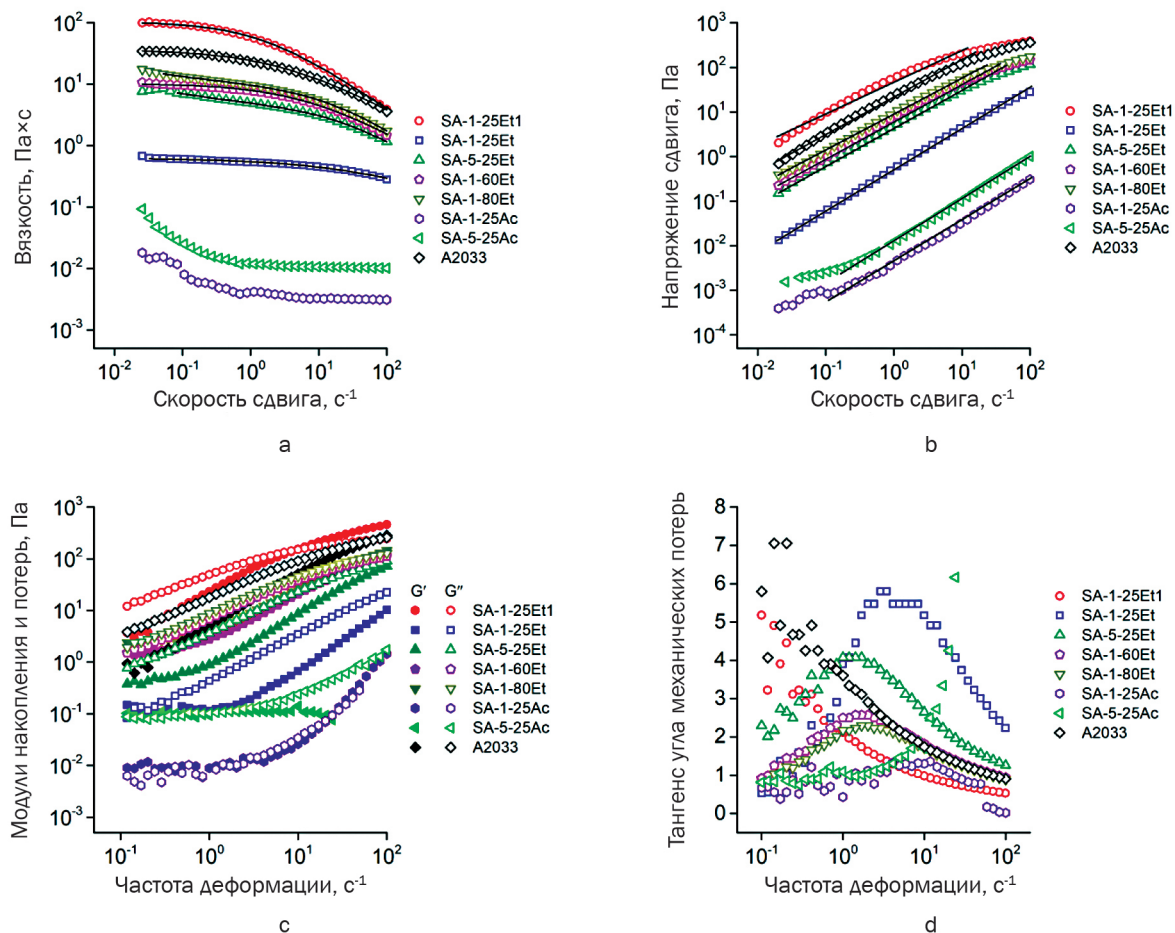 10²
10¹
10⁰
10⁻¹
10⁻²
10⁻³
10⁻² 10⁻¹ 10⁰ 10¹ 10²
Вязкость, Па×с
Скорость сдвига, с⁻¹
SA-1-25Et1
SA-1-25Et
SA-5-25Et
SA-1-60Et
SA-1-80Et
SA-1-25Ac
SA-5-25Ac
A2033
a
10³
10²
10¹
10⁰
10⁻¹
10⁻²
10⁻³
10⁻⁴
10⁻² 10⁻¹ 10⁰ 10¹ 10²
Напряжение сдвига, Па
Скорость сдвига, с⁻¹
SA-1-25Et1
SA-1-25Et
SA-5-25Et
SA-1-60Et
SA-1-80Et
SA-1-25Ac
SA-5-25Ac
A2033
b
10³
10²
10¹
10⁰
10⁻¹
10⁻²
10⁻³
10⁻¹ 10⁰ 10¹ 10²
Модули накопления и потерь, Па
Частота деформации, с⁻¹
G′ G″
SA-1-25Et1
SA-1-25Et
SA-5-25Et
SA-1-60Et
SA-1-80Et
SA-1-25Ac
SA-5-25Ac
A2033
c
8
7
6
5
4
3
2
1
0
10⁻¹ 10⁰ 10¹ 10²
Тангенс угла механических потерь
Частота деформации, с⁻¹
SA-1-25Et1
SA-1-25Et
SA-5-25Et
SA-1-60Et
SA-1-80Et
SA-1-25Ac
SA-5-25Ac
A2033
d